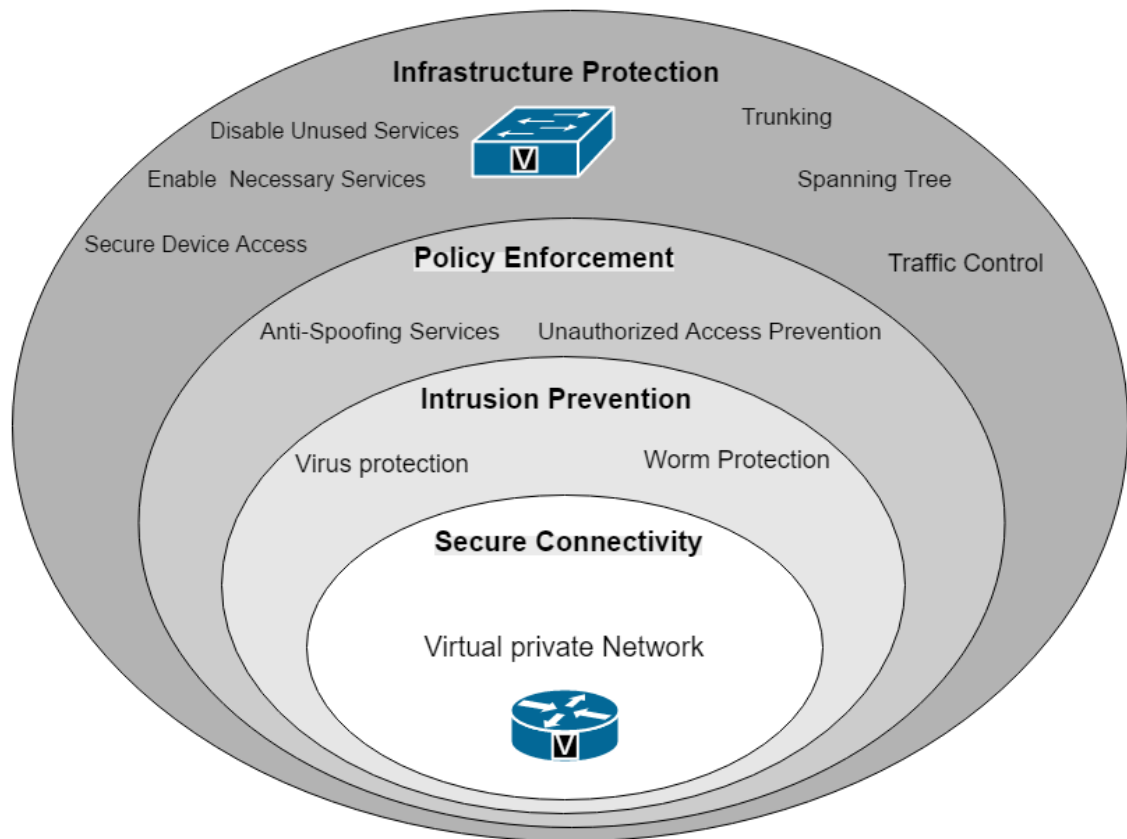 Infrastructure Protection
Disable Unused Services
Trunking
Enable Necessary Services
Spanning Tree
Secure Device Access
Traffic Control
Policy Enforcement
Anti-Spoofing Services
Unauthorized Access Prevention
Intrusion Prevention
Virus protection
Worm Protection
Secure Connectivity
Virtual private Network
V
V